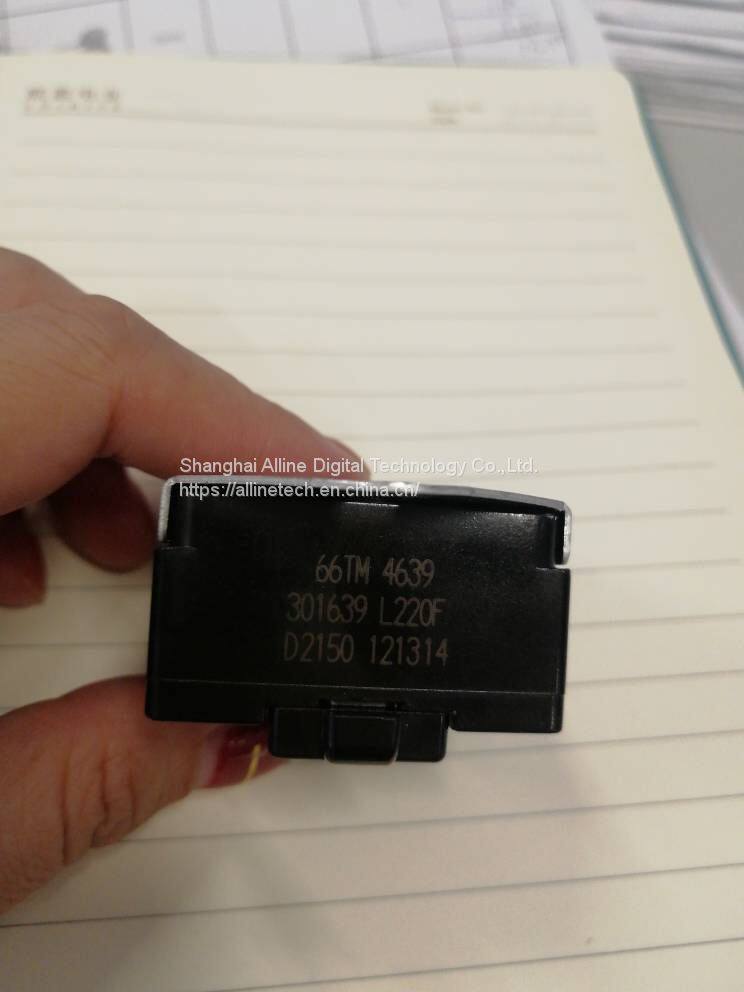 Shanghai Alline Digital Technology Co.,Ltd.
https://allinetech.en.china.cn/
66TM 4639
301639 L220F
D2150 121314